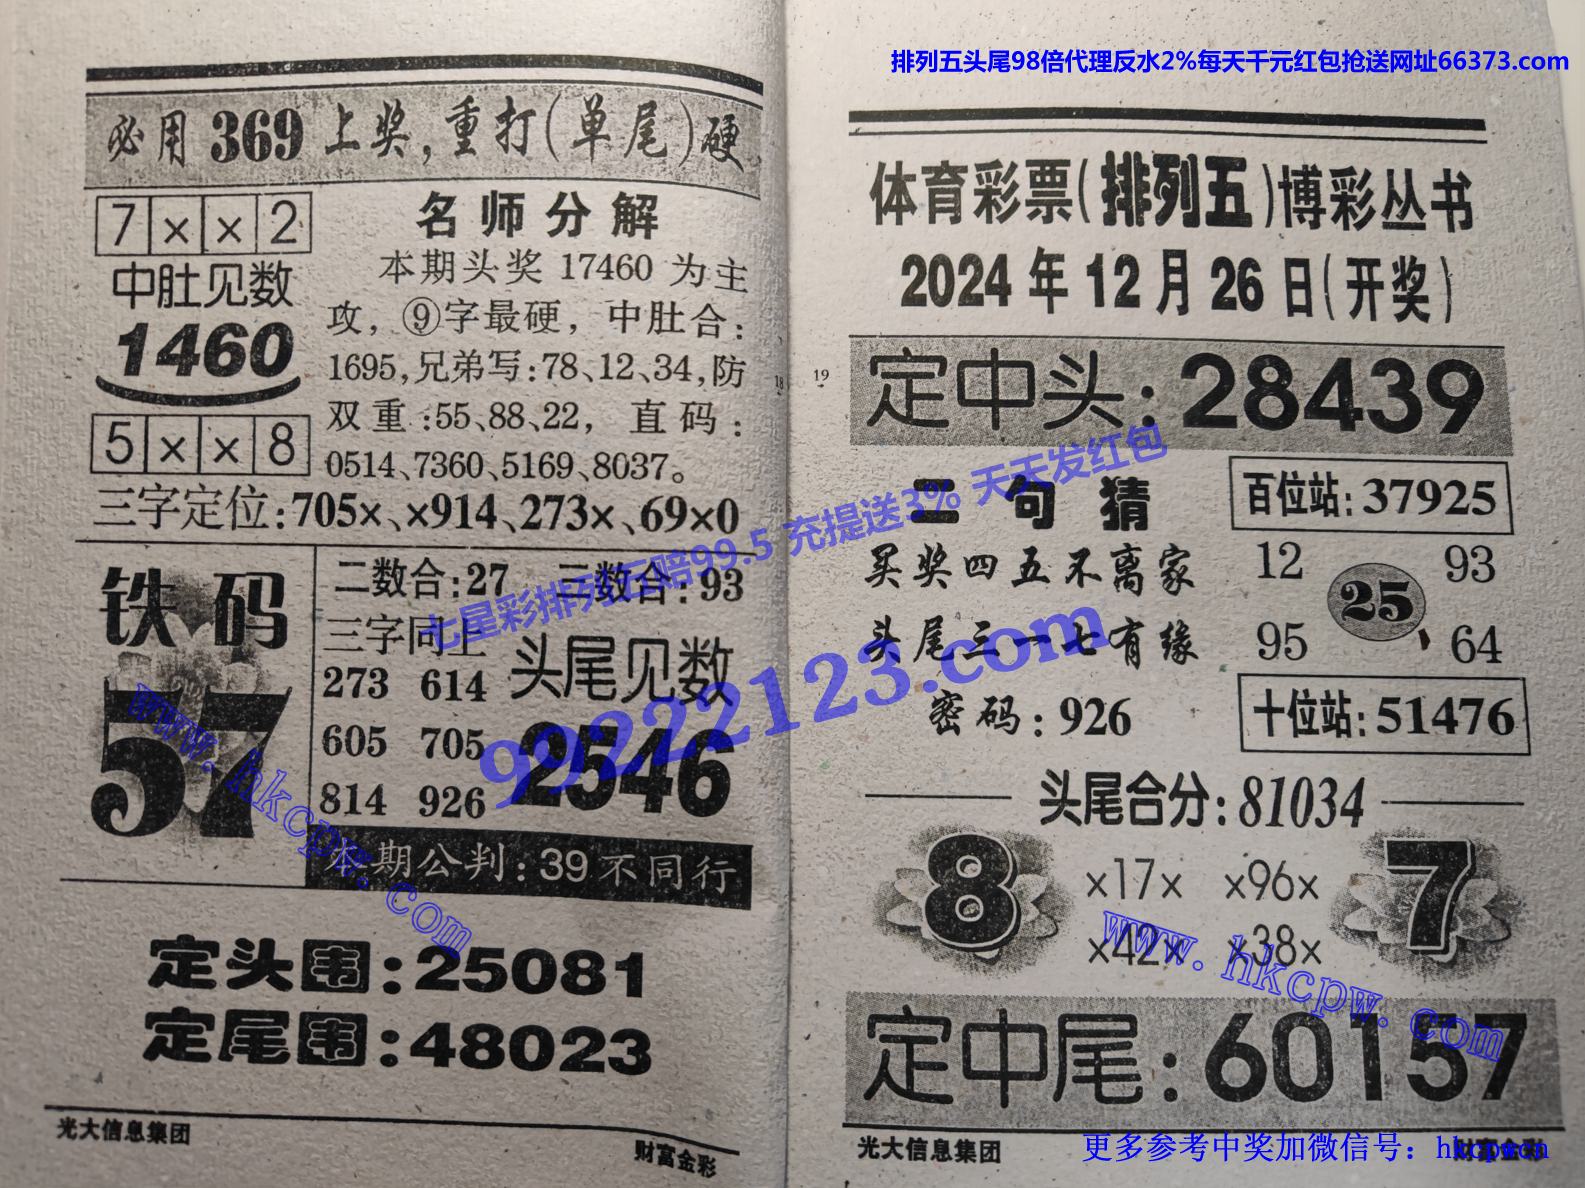 排列五头尾98倍代理反水2%每天千元红包抢送网址66373.com
必用369上奖,重打(单尾)硬
7××2
中肚见数
1460
5××8
名师分解
本期头奖 17460 为主
攻，⑨字最硬，中肚合:
1695,兄弟写:78、12、34,防
双重:55、88、22，直码:
0514、7360、5169、8037。
三字定位:705×、×914、273×、69×0
铁码
57
二数合:27 三数合:93
三字同上
273 614
605 705
814 926
头尾见数
2546
本期公判:39不同行
定头围:25081
定尾围:48023
光大信息集团
财富金彩
18
19
体育彩票(排列五)博彩丛书
2024年12月26日(开奖)
定中头:28439
二句猜
买奖四五不离家
头尾三一七有缘
密码:926
百位站:37925
12 93
25
95 64
十位站:51476
头尾合分:81034
8
×17× ×96×
×42× ×38×
7
定中尾:60157
光大信息集团
财富金彩
七星彩排列五赔99.5 充提送3% 天天发红包
99222123.com
www.hkcpw.com
www.hkcpw.com
更多参考中奖加微信号：hkcpwcn